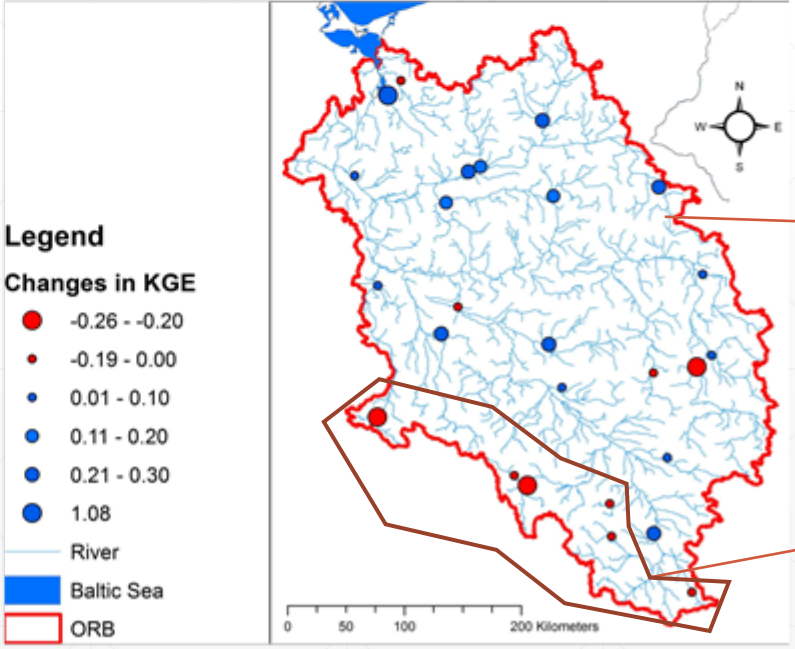 N
W E
S
Legend
Changes in KGE
-0.26 - -0.20
-0.19 - 0.00
0.01 - 0.10
0.11 - 0.20
0.21 - 0.30
1.08
River
Baltic Sea
ORB
0 50 100 200 Kilometers